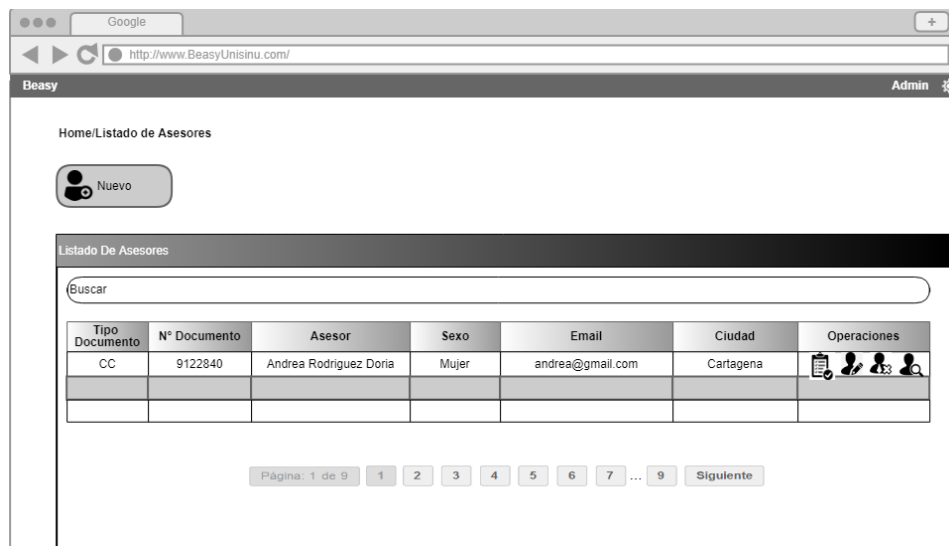 Google
+
http://www.BeasyUnisinu.com/
Beasy Admin
Home/Listado de Asesores
Nuevo
Listado De Asesores
Buscar
Tipo Documento N° Documento Asesor Sexo Email Ciudad Operaciones
CC 9122840 Andrea Rodriguez Doria Mujer andrea@gmail.com Cartagena
Página: 1 de 9 1 2 3 4 5 6 7 ... 9 Siguiente